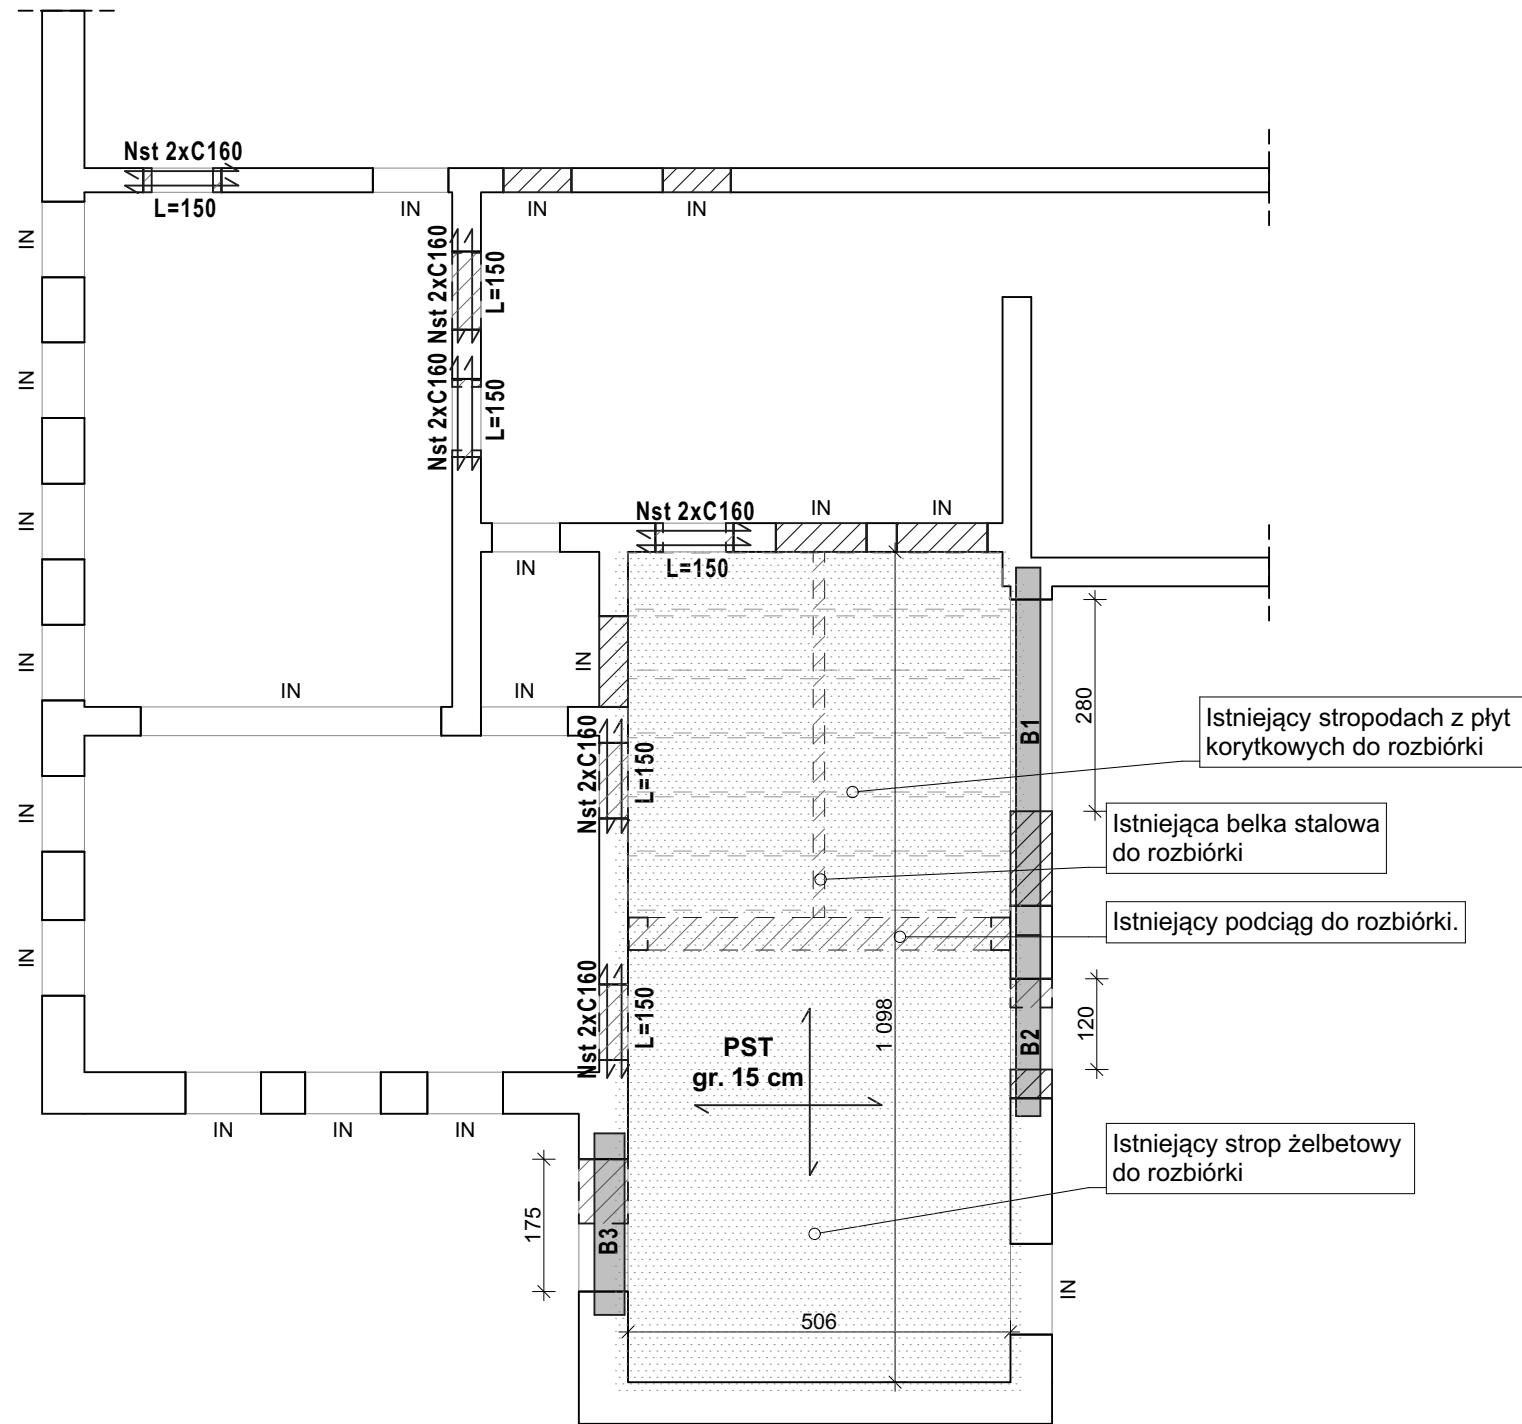 Nst 2xC160
L=150
IN
IN
IN
IN
Nst 2xC160
L=150
IN
Nst 2xC160
L=150
Nst 2xC160
L=150
IN
IN
IN
IN
IN
IN
IN
IN
280
B1
Istniejący stropodach z płyt
korytkowych do rozbiórki
Nst 2xC160
L=150
Istniejąca belka stalowa
do rozbiórki
IN
Istniejący podciąg do rozbiórki.
IN
Nst 2xC160
L=150
1 098
120
B2
PST
gr. 15 cm
IN
IN
IN
Istniejący strop żelbetowy
do rozbiórki
175
B3
IN
506